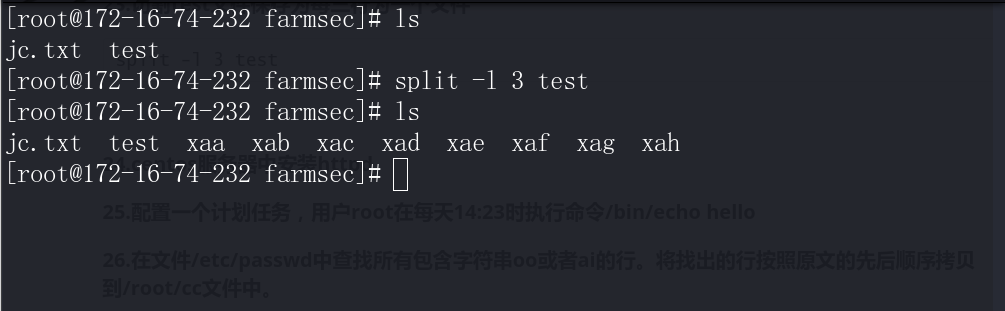 [root@172-16-74-232 farmsec]# ls
jc.txt  test
split -l 3 test
[root@172-16-74-232 farmsec]# split -l 3 test
[root@172-16-74-232 farmsec]# ls
jc.txt  test  xaa  xab  xac  xad  xae  xaf  xag  xah
[root@172-16-74-232 farmsec]#
25.配置一个计划任务，用户root在每天14:23时执行命令/bin/echo hello
26.在文件/etc/passwd中查找所有包含字符串oo或者ai的行。将找出的行按照原文的先后顺序拷贝
到/root/cc文件中。